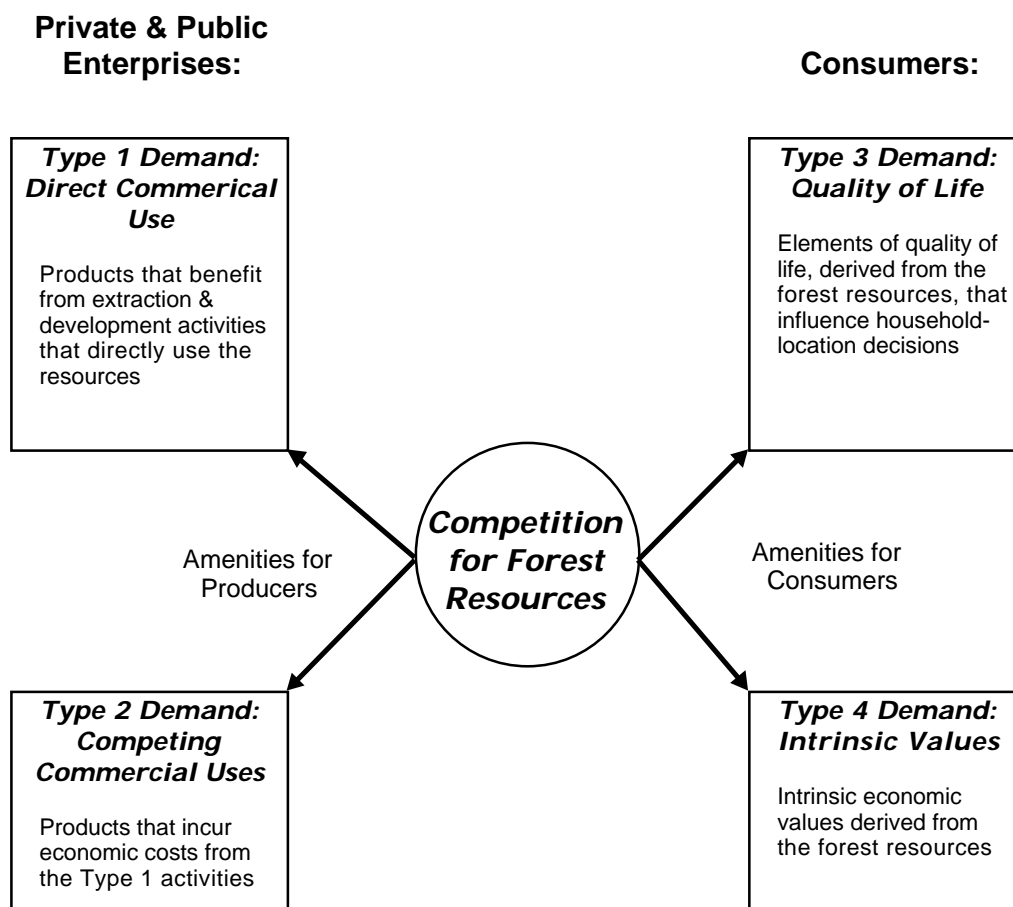 Private & Public
Enterprises:
Consumers:
Type 1 Demand:
Direct Commerical
Use
Products that benefit
from extraction &
development activities
that directly use the
resources
Type 3 Demand:
Quality of Life
Elements of quality of
life, derived from the
forest resources, that
influence household-
location decisions
Amenities for
Producers
Competition
for Forest
Resources
Amenities for
Consumers
Type 2 Demand:
Competing
Commercial Uses
Products that incur
economic costs from
the Type 1 activities
Type 4 Demand:
Intrinsic Values
Intrinsic economic
values derived from
the forest resources